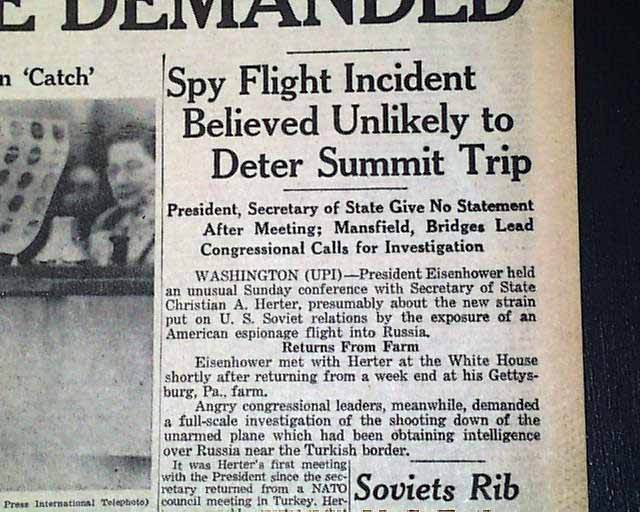 E DEMANDED
n 'Catch'
Press International Telephoto)
Spy Flight Incident
Believed Unlikely to
Deter Summit Trip
President, Secretary of State Give No Statement
After Meeting; Mansfield, Bridges Lead
Congressional Calls for Investigation
WASHINGTON (UPI)—President Eisenhower held
an unusual Sunday conference with Secretary of State
Christian A. Herter, presumably about the new strain
put on U. S. Soviet relations by the exposure of an
American espionage flight into Russia.
Returns From Farm
Eisenhower met with Herter at the White House
shortly after returning from a week end at his Gettys-
burg, Pa., farm.
Angry congressional leaders, meanwhile, demanded
a full-scale investigation of the shooting down of the
unarmed plane which had been obtaining intelligence
over Russia near the Turkish border.
It was Herter's first meeting
with the President since the sec-
retary returned from a NATO
council meeting in Turkey. Her-
Soviets Rib